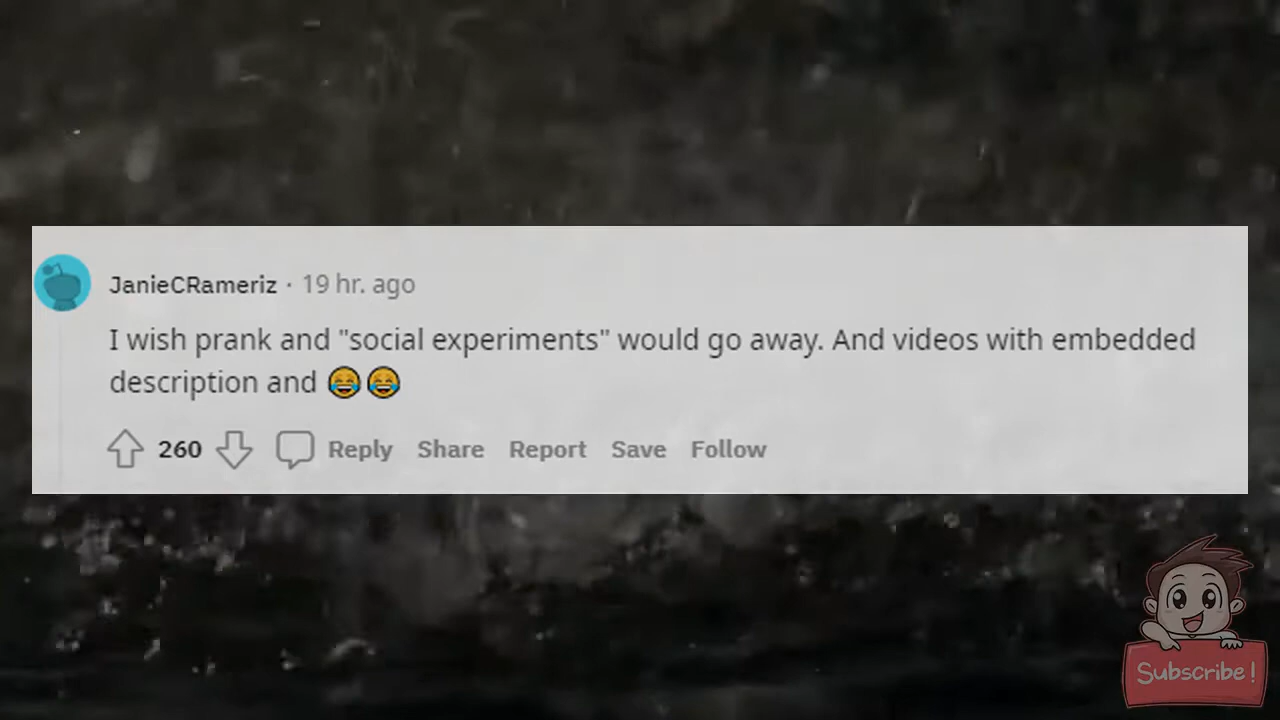 JanieCRameriz · 19 hr. ago
I wish prank and "social experiments" would go away. And videos with embedded
description and 😂😂
260 Reply Share Report Save Follow
Subscribe!